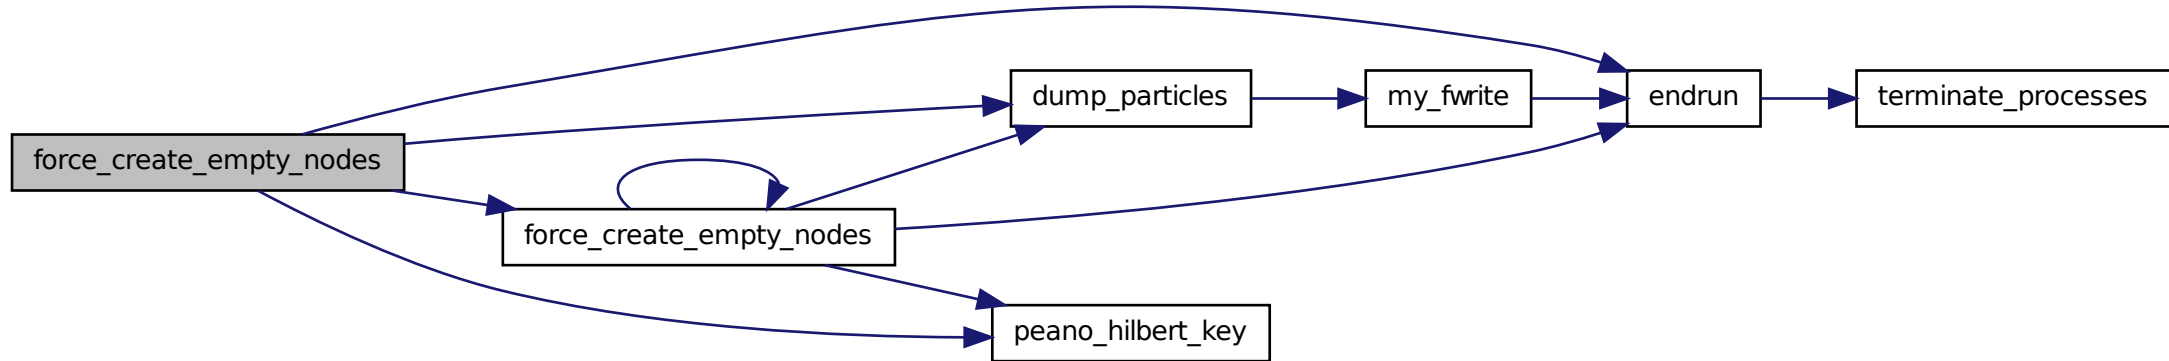 force_create_empty_nodes
force_create_empty_nodes
dump_particles
peano_hilbert_key
my_fwrite
endrun
terminate_processes